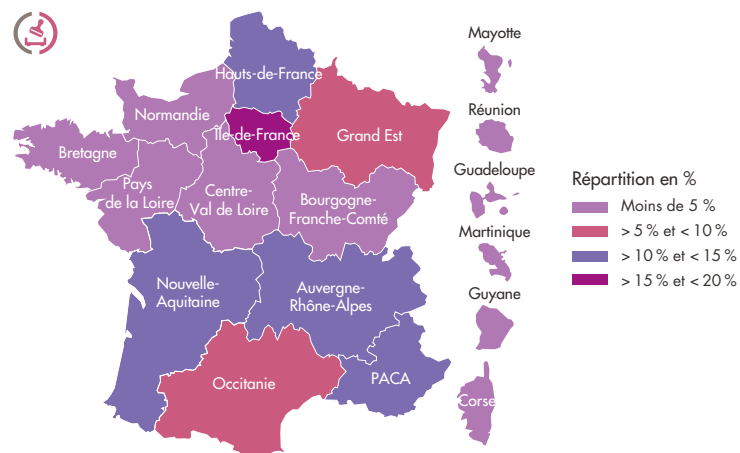 Mayotte
Hauts-de-France
Normandie
Réunion
Île-de-France
Grand Est
Bretagne
Guadeloupe
Pays
de la Loire
Centre-
Val de Loire
Bourgogne-
Franche-Comté
Répartition en %
Moins de 5 %
> 5 % et < 10 %
> 10 % et < 15 %
> 15 % et < 20 %
Martinique
Nouvelle-
Aquitaine
Auvergne-
Rhône-Alpes
Guyane
Occitanie
PACA
Corse